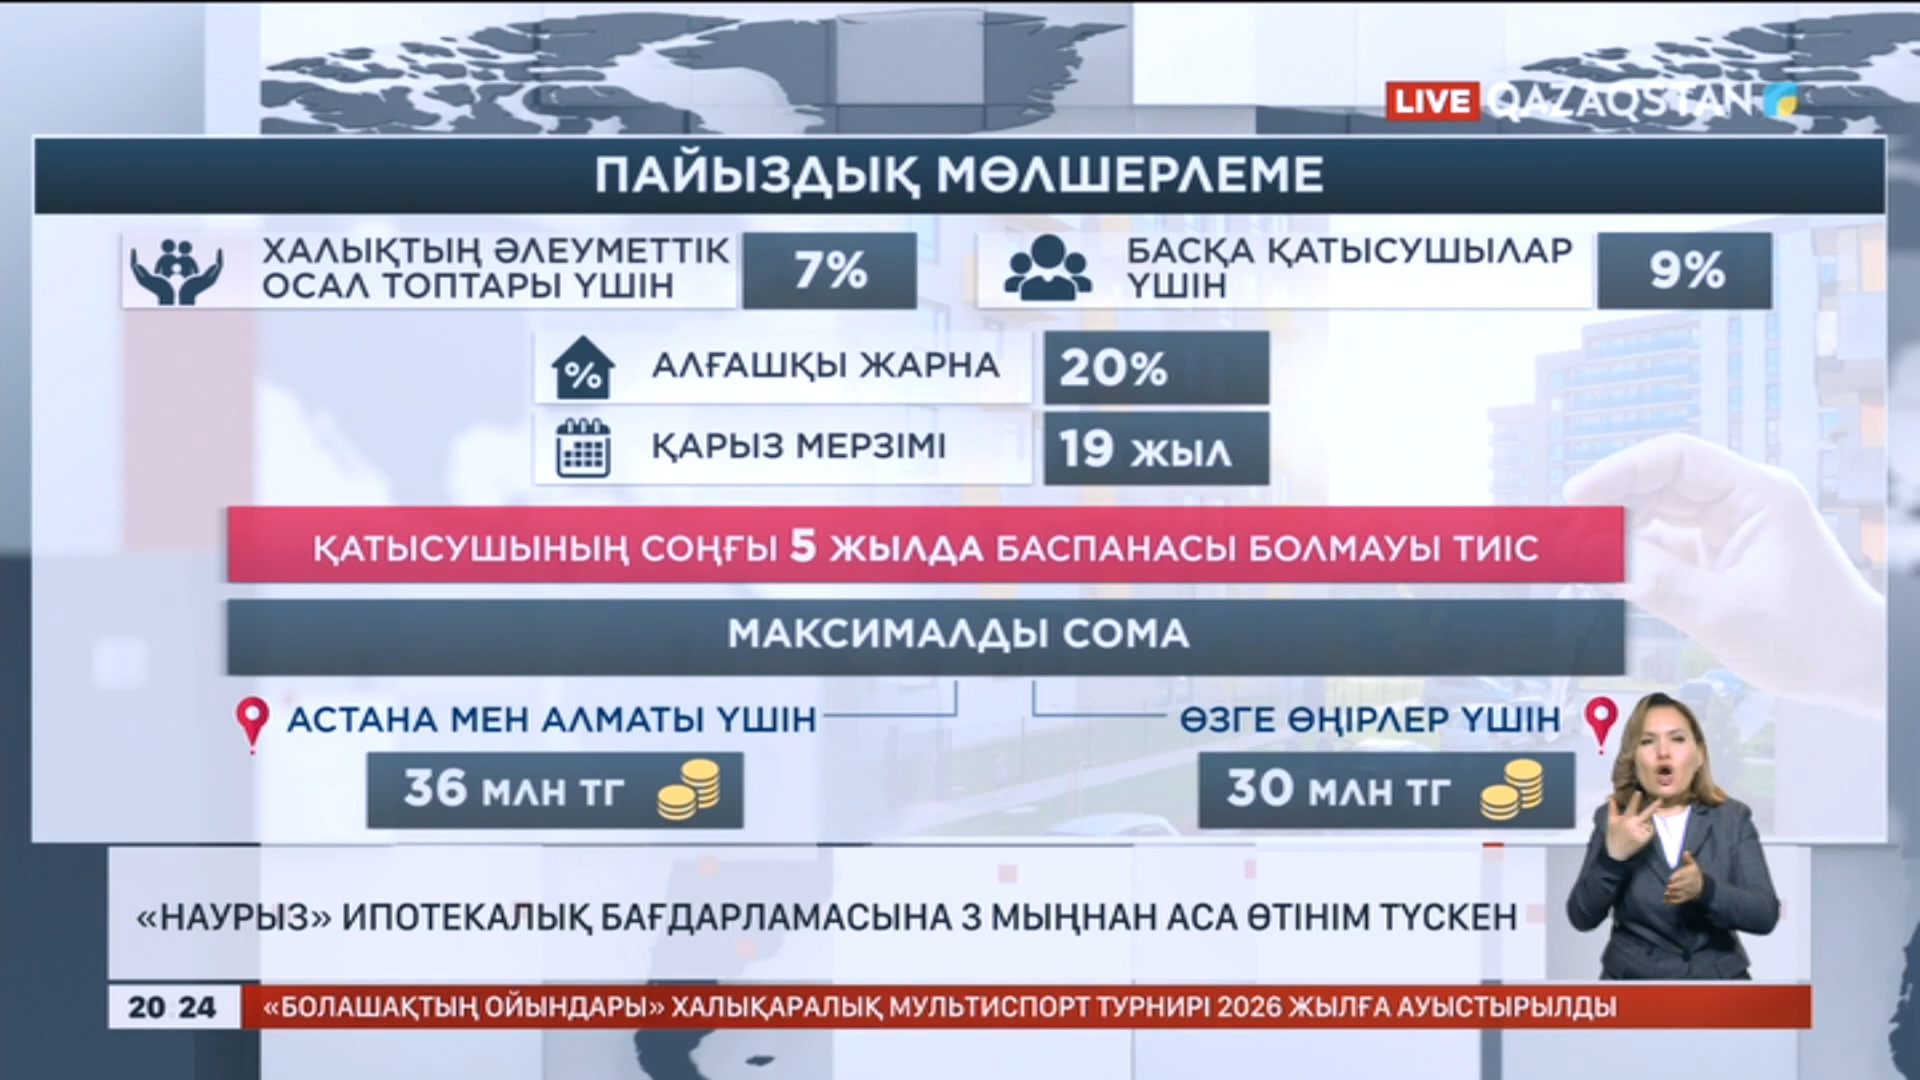 LIVE QAZAQSTAN
ПАЙЫЗДЫҚ МӨЛШЕРЛЕМЕ
ХАЛЫҚТЫҢ ӘЛЕУМЕТТІК
ОСАЛ ТОПТАРЫ ҮШІН
7%
БАСҚА ҚАТЫСУШЫЛАР
ҮШІН
9%
АЛҒАШҚЫ ЖАРНА 20%
ҚАРЫЗ МЕРЗІМІ 19 ЖЫЛ
ҚАТЫСУШЫНЫҢ СОҢҒЫ 5 ЖЫЛДА БАСПАНАСЫ БОЛМАУЫ ТИІС
МАКСИМАЛДЫ СОМА
АСТАНА МЕН АЛМАТЫ ҮШІН
36 МЛН ТГ
ӨЗГЕ ӨҢІРЛЕР ҮШІН
30 МЛН ТГ
«НАУРЫЗ» ИПОТЕКАЛЫҚ БАҒДАРЛАМАСЫНА 3 МЫҢНАН АСА ӨТІНІМ ТҮСКЕН
20 24 «БОЛАШАҚТЫҢ ОЙЫНДАРЫ» ХАЛЫҚАРАЛЫҚ МУЛЬТИСПОРТ ТУРНИРІ 2026 ЖЫЛҒА АУЫСТЫРЫЛДЫ